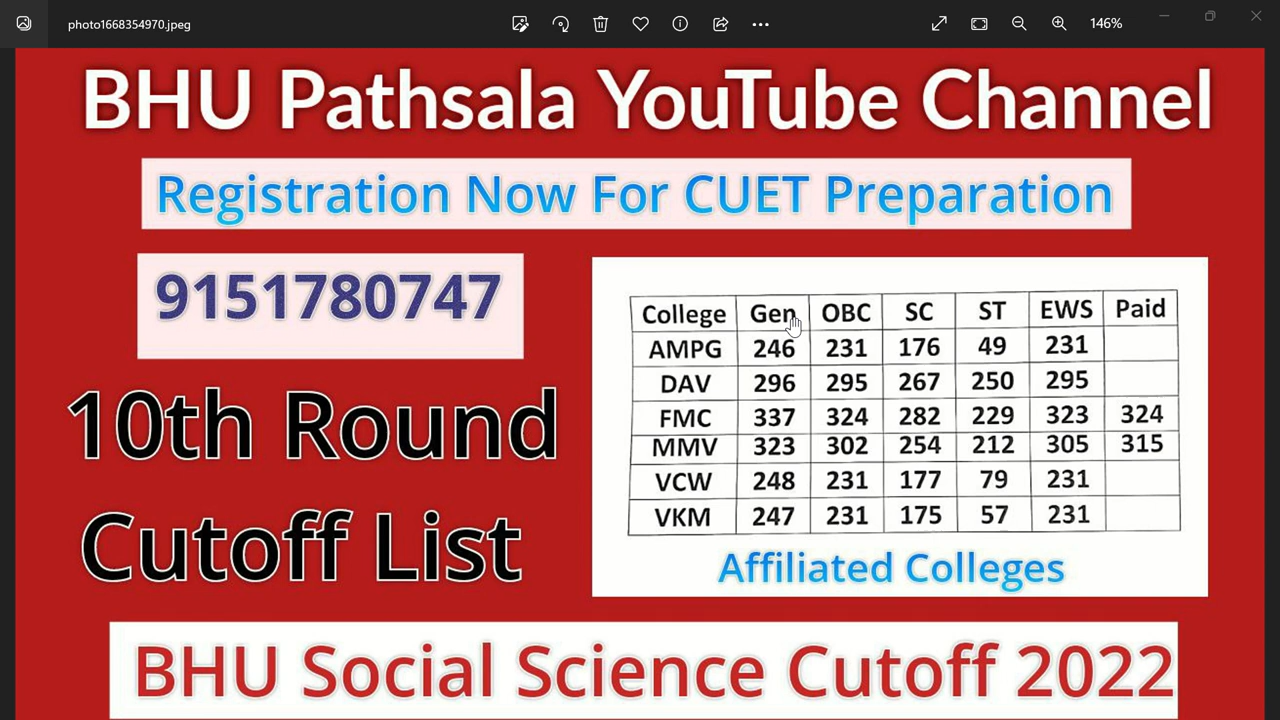 photo1668354970.jpeg
146%
BHU Pathsala YouTube Channel
Registration Now For CUET Preparation
9151780747
10th Round
Cutoff List
College Gen OBC SC ST EWS Paid
AMPG 246 231 176 49 231
DAV 296 295 267 250 295
FMC 337 324 282 229 323 324
MMV 323 302 254 212 305 315
VCW 248 231 177 79 231
VKM 247 231 175 57 231
Affiliated Colleges
BHU Social Science Cutoff 2022